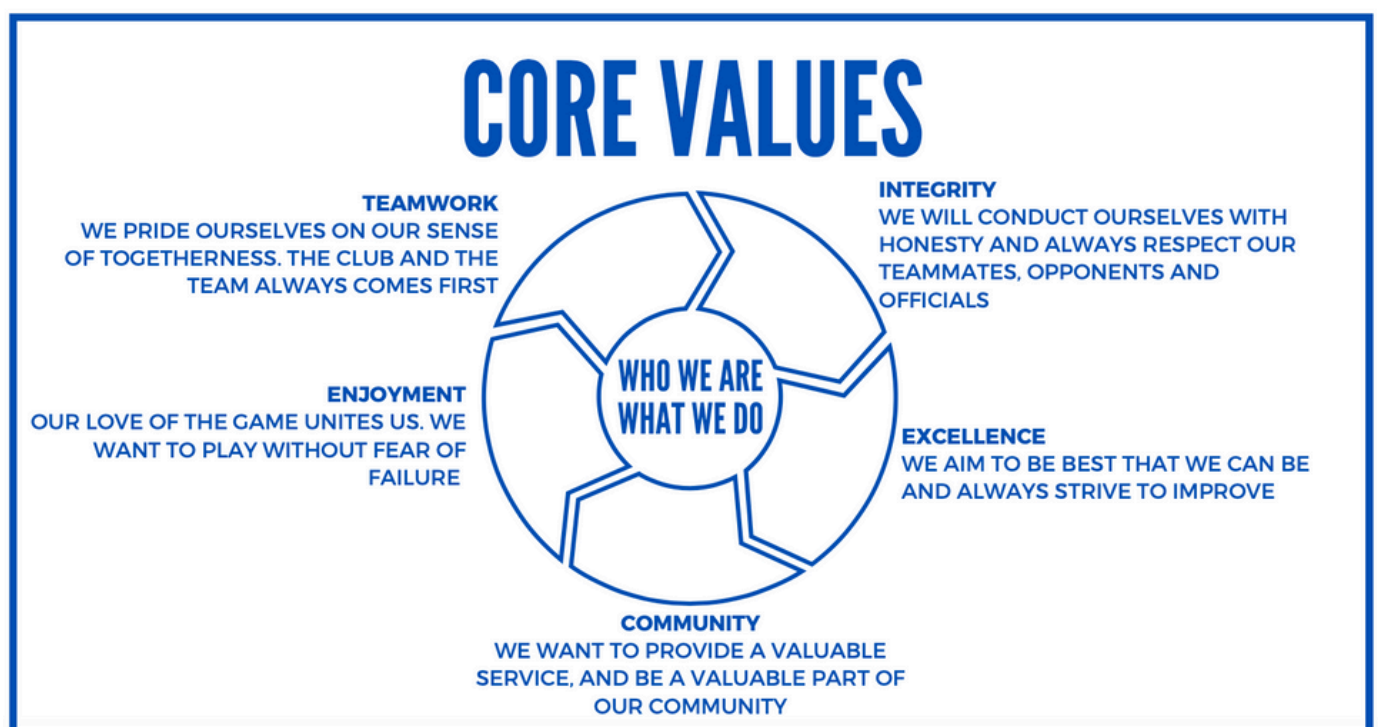 CORE VALUES
TEAMWORK
WE PRIDE OURSELVES ON OUR SENSE
OF TOGETHERNESS. THE CLUB AND THE
TEAM ALWAYS COMES FIRST
INTEGRITY
WE WILL CONDUCT OURSELVES WITH
HONESTY AND ALWAYS RESPECT OUR
TEAMMATES, OPPONENTS AND
OFFICIALS
WHO WE ARE
WHAT WE DO
ENJOYMENT
OUR LOVE OF THE GAME UNITES US. WE
WANT TO PLAY WITHOUT FEAR OF
FAILURE
EXCELLENCE
WE AIM TO BE BEST THAT WE CAN BE
AND ALWAYS STRIVE TO IMPROVE
COMMUNITY
WE WANT TO PROVIDE A VALUABLE
SERVICE, AND BE A VALUABLE PART OF
OUR COMMUNITY